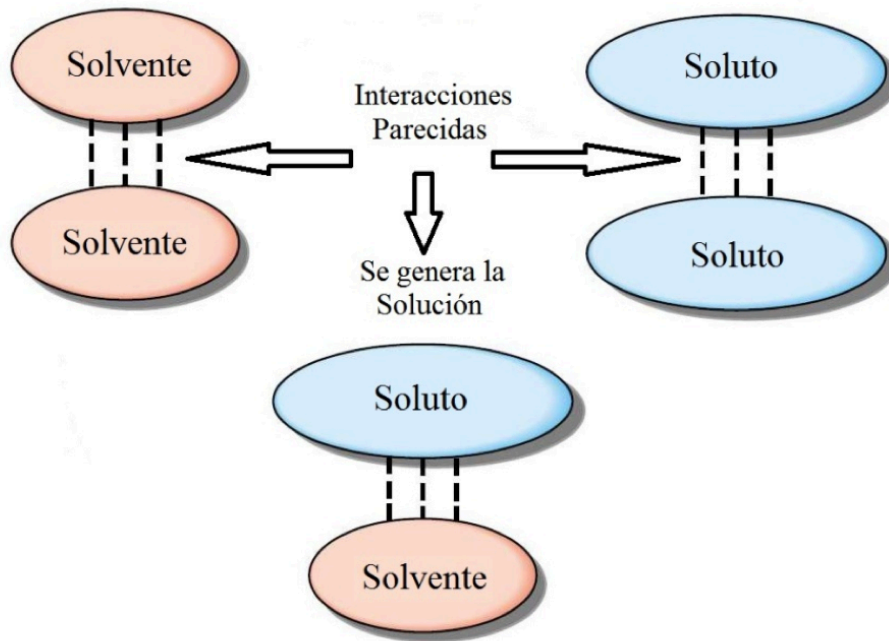 Solvente
Soluto
Interacciones
Parecidas
Solvente
Soluto
Se genera la
Solución
Soluto
Solvente